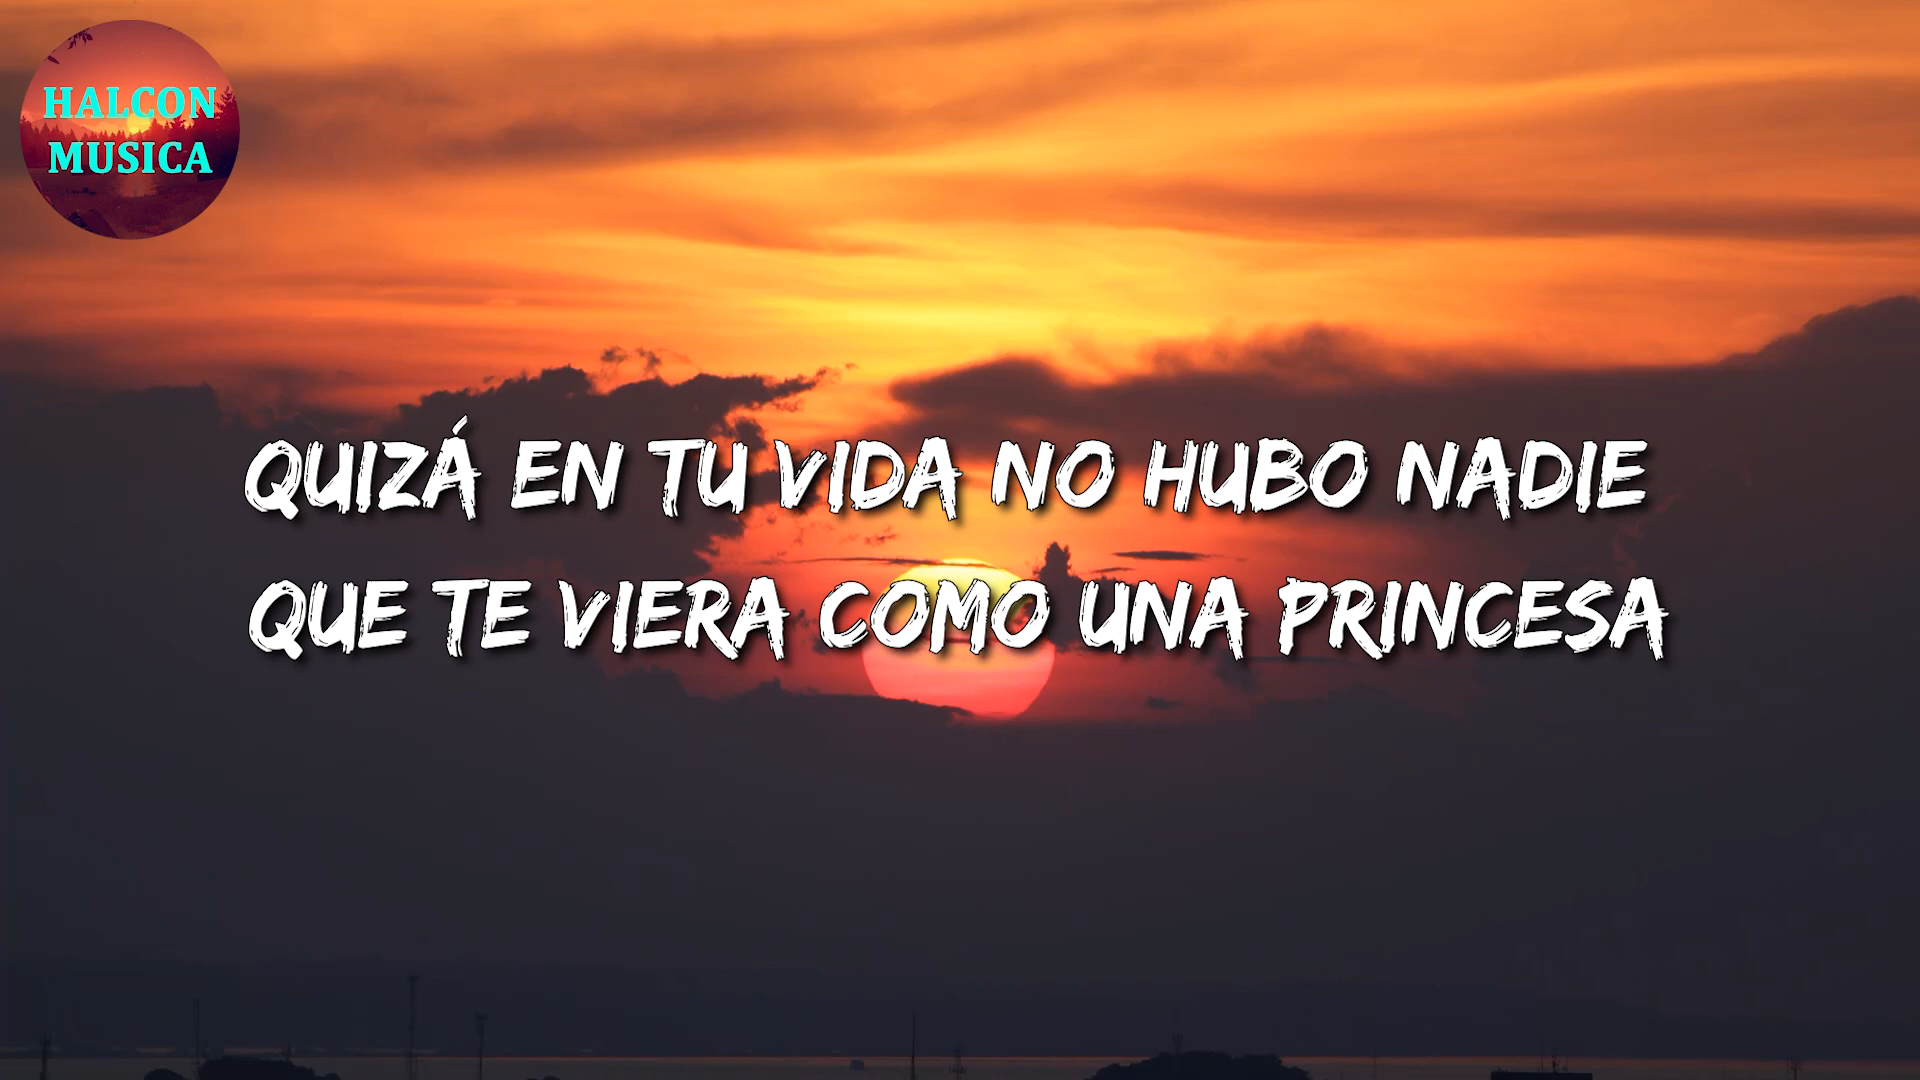 HALCON
MUSICA
QUIZÁ EN TU VIDA NO HUBO NADIE
QUE TE VIERA COMO UNA PRINCESA